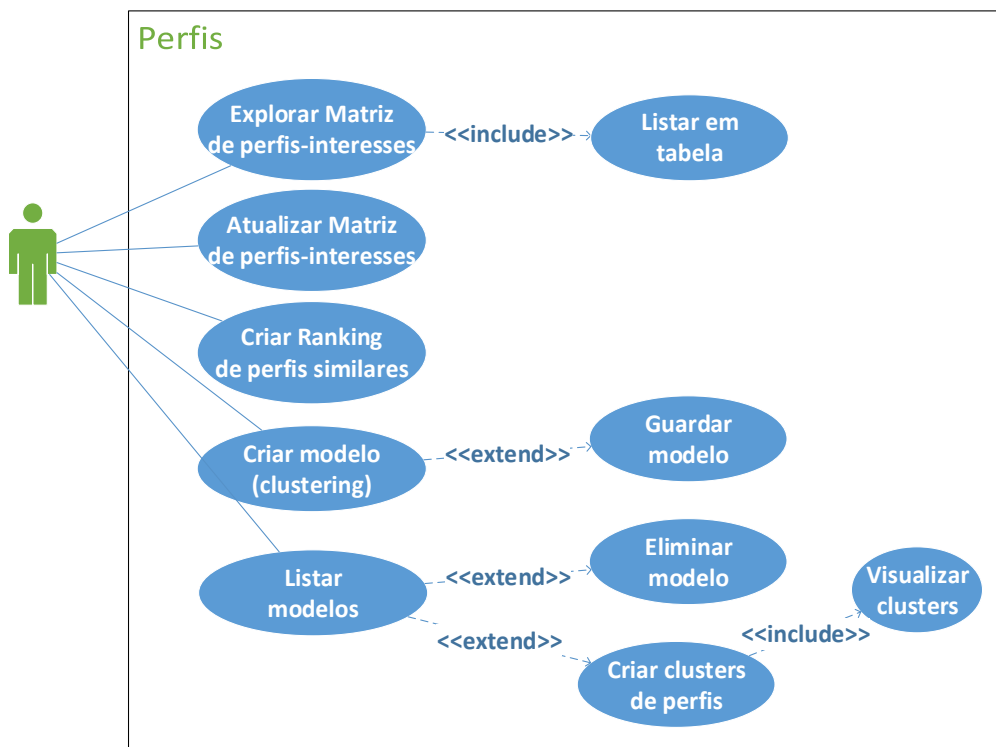 Perfis
Explorar Matriz
de perfis-interesses
<<include>>
Listar em
tabela
Atualizar Matriz
de perfis-interesses
Criar Ranking
de perfis similares
Criar modelo
(clustering)
<<extend>>
Guardar
modelo
Listar
modelos
<<extend>>
Eliminar
modelo
<<extend>>
Criar clusters
de perfis
<<include>>
Visualizar
clusters